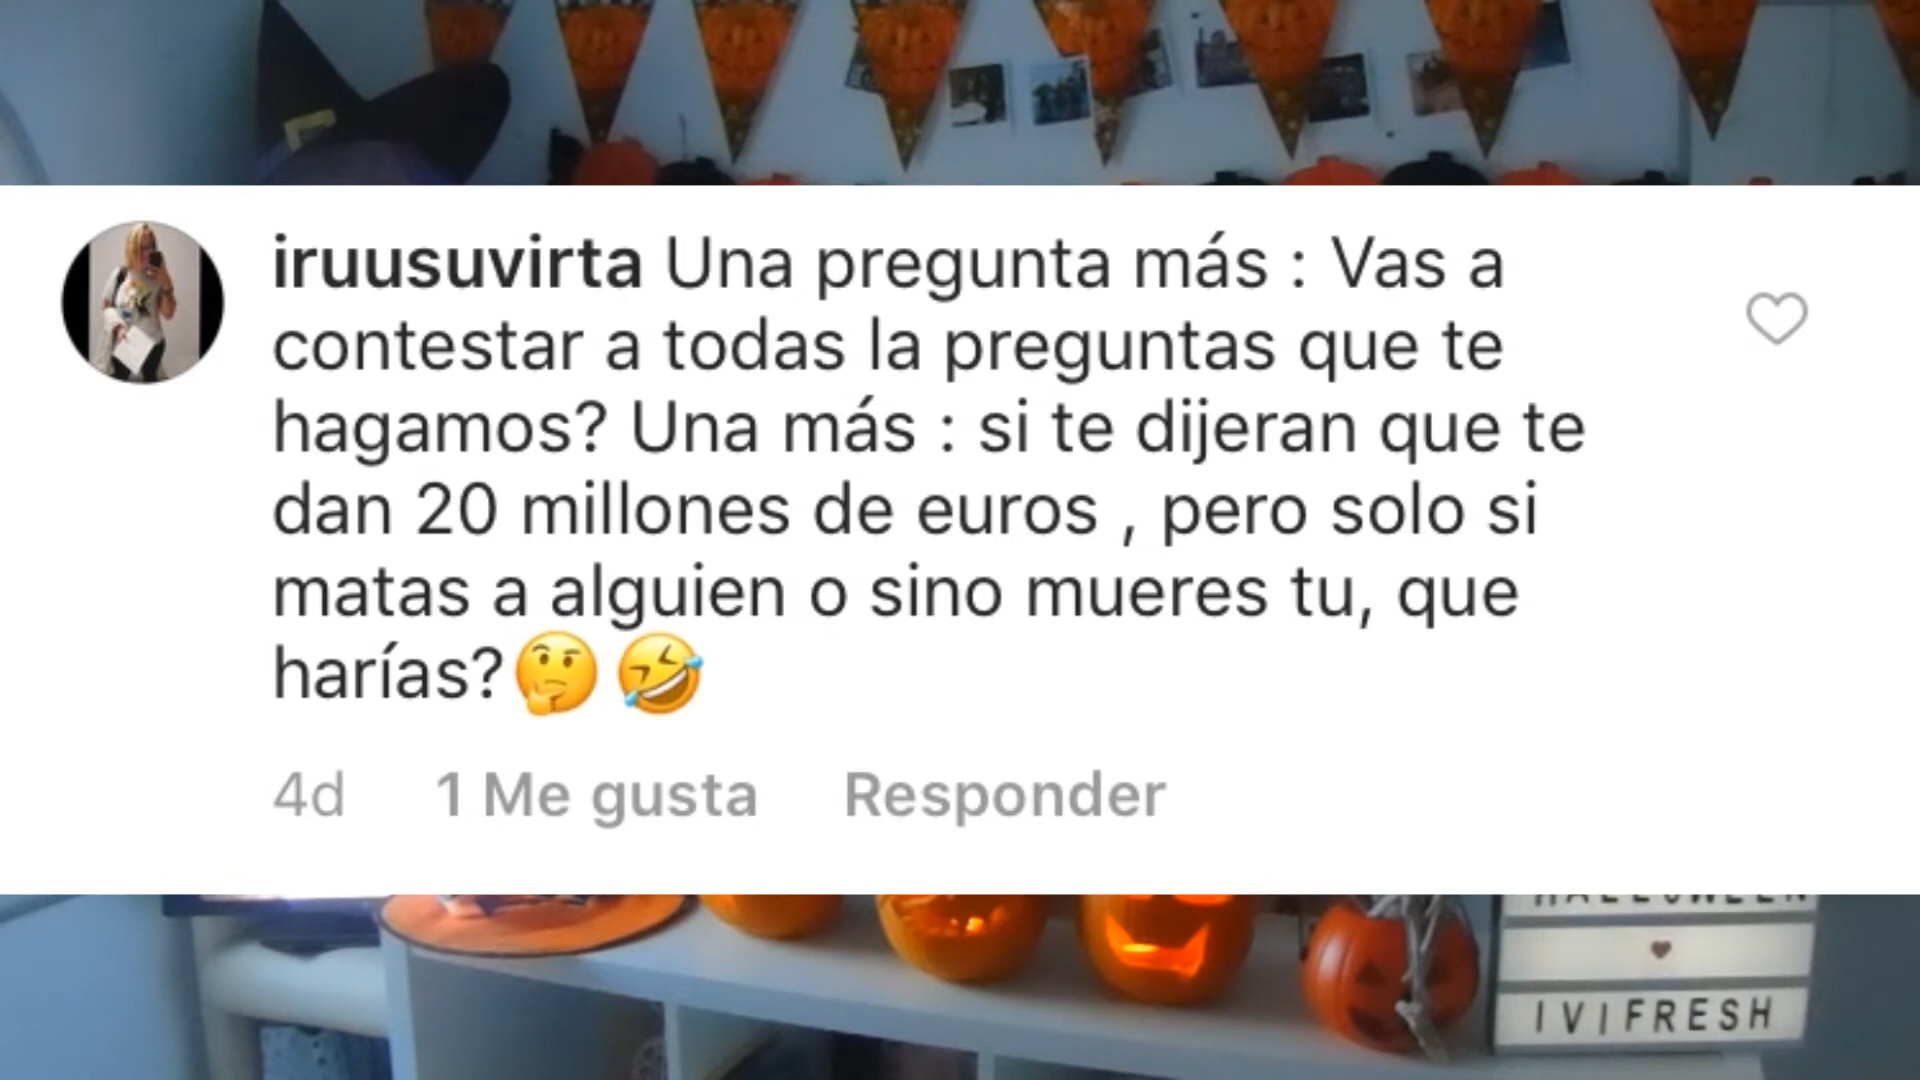 iruusuvirta Una pregunta más : Vas a
contestar a todas la preguntas que te
hagamos? Una más : si te dijeran que te
dan 20 millones de euros , pero solo si
matas a alguien o sino mueres tu, que
harías?🤔🤣
4d 1 Me gusta Responder
HALLOWEEN
♥
IVIFRESH